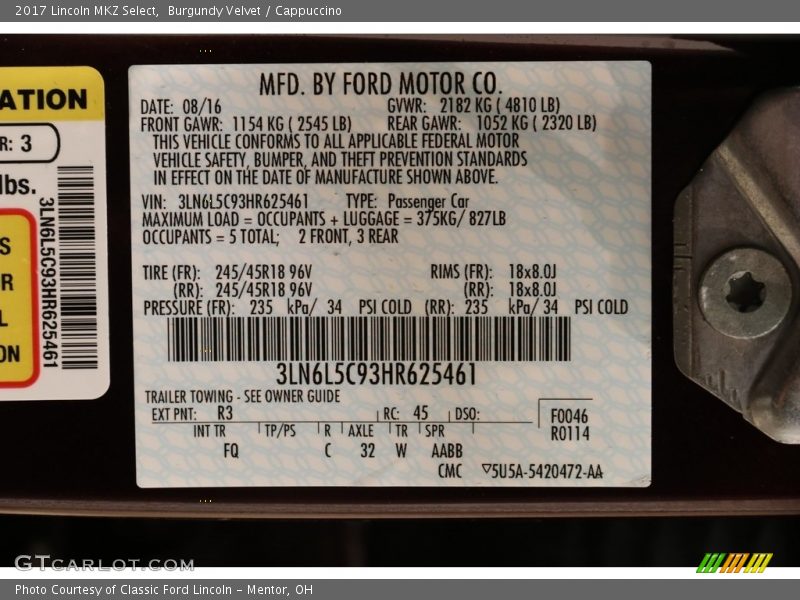 2017 Lincoln MKZ Select, Burgundy Velvet / Cappuccino
ATION
R: 3
lbs.
S
R
L
ON
3LN6L5C93HR625461
MFD. BY FORD MOTOR CO.
DATE: 08/16 GVWR: 2182 KG ( 4810 LB)
FRONT GAWR: 1154 KG ( 2545 LB) REAR GAWR: 1052 KG ( 2320 LB)
THIS VEHICLE CONFORMS TO ALL APPLICABLE FEDERAL MOTOR
VEHICLE SAFETY, BUMPER, AND THEFT PREVENTION STANDARDS
IN EFFECT ON THE DATE OF MANUFACTURE SHOWN ABOVE.
VIN: 3LN6L5C93HR625461 TYPE: Passenger Car
MAXIMUM LOAD = OCCUPANTS + LUGGAGE = 375KG/ 827LB
OCCUPANTS = 5 TOTAL; 2 FRONT, 3 REAR
TIRE (FR): 245/45R18 96V RIMS (FR): 18x8.0J
(RR): 245/45R18 96V (RR): 18x8.0J
PRESSURE (FR): 235 kPa/ 34 PSI COLD (RR): 235 kPa/ 34 PSI COLD
3LN6L5C93HR625461
TRAILER TOWING - SEE OWNER GUIDE
EXT PNT: R3 RC: 45 DSO:
INT TR TP/PS R AXLE TR SPR
FQ C 32 W AABB
F0046
R0114
CMC ▽5U5A-5420472-AA
GTCARLOT.COM
Photo Courtesy of Classic Ford Lincoln - Mentor, OH